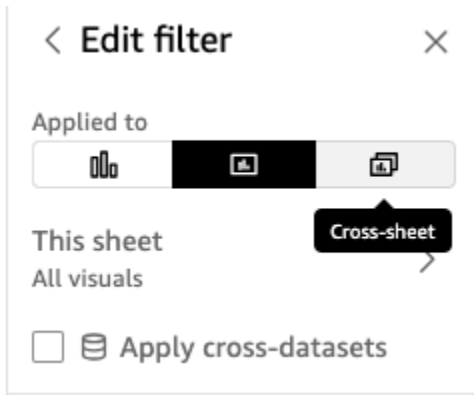 Edit filter
Applied to
Cross-sheet
This sheet
All visuals
Apply cross-datasets